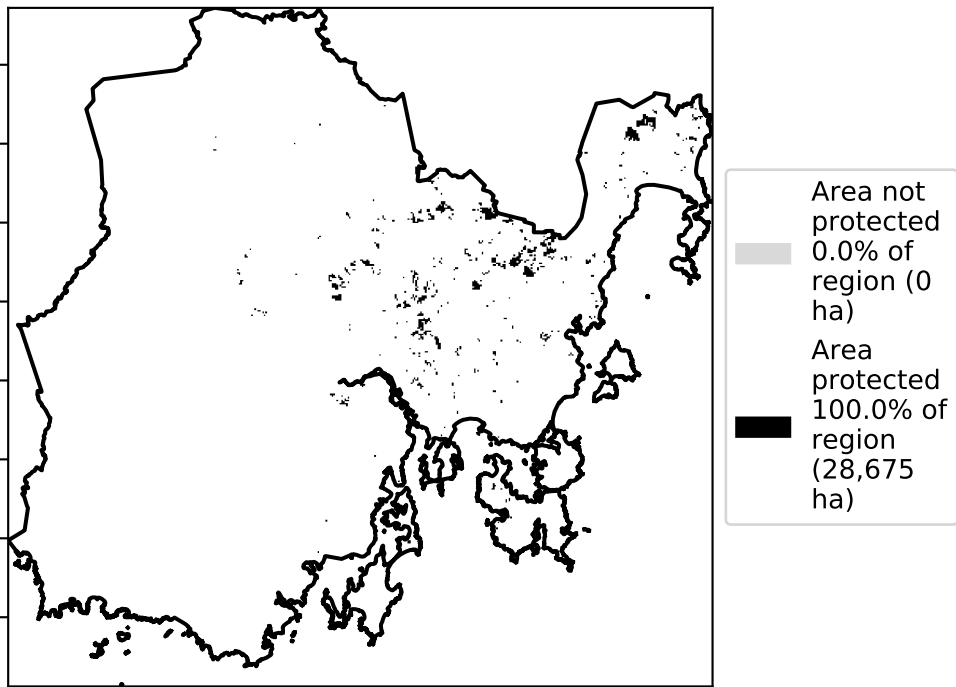 Area not
protected
0.0% of
region (0
ha)
Area
protected
100.0% of
region
(28,675
ha)